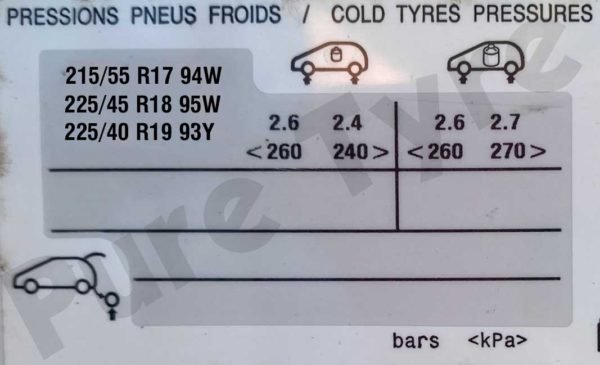 PRESSIONS PNEUS FROIDS / COLD TYRES PRESSURES
215/55 R17 94W
225/45 R18 95W
225/40 R19 93Y
2.6 2.4 2.6 2.7
<260 240> <260 270>
bars <kPa>
Pure Tyre